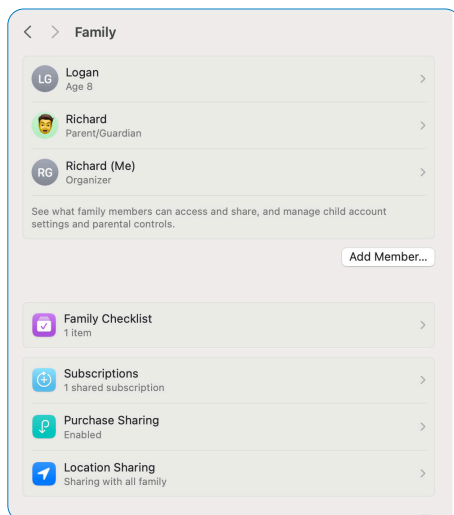 Family
LG
Logan
Age 8
Richard
Parent/Guardian
RG
Richard (Me)
Organizer
See what family members can access and share, and manage child account
settings and parental controls.
Add Member...
Family Checklist
1 item
Subscriptions
1 shared subscription
Purchase Sharing
Enabled
Location Sharing
Sharing with all family